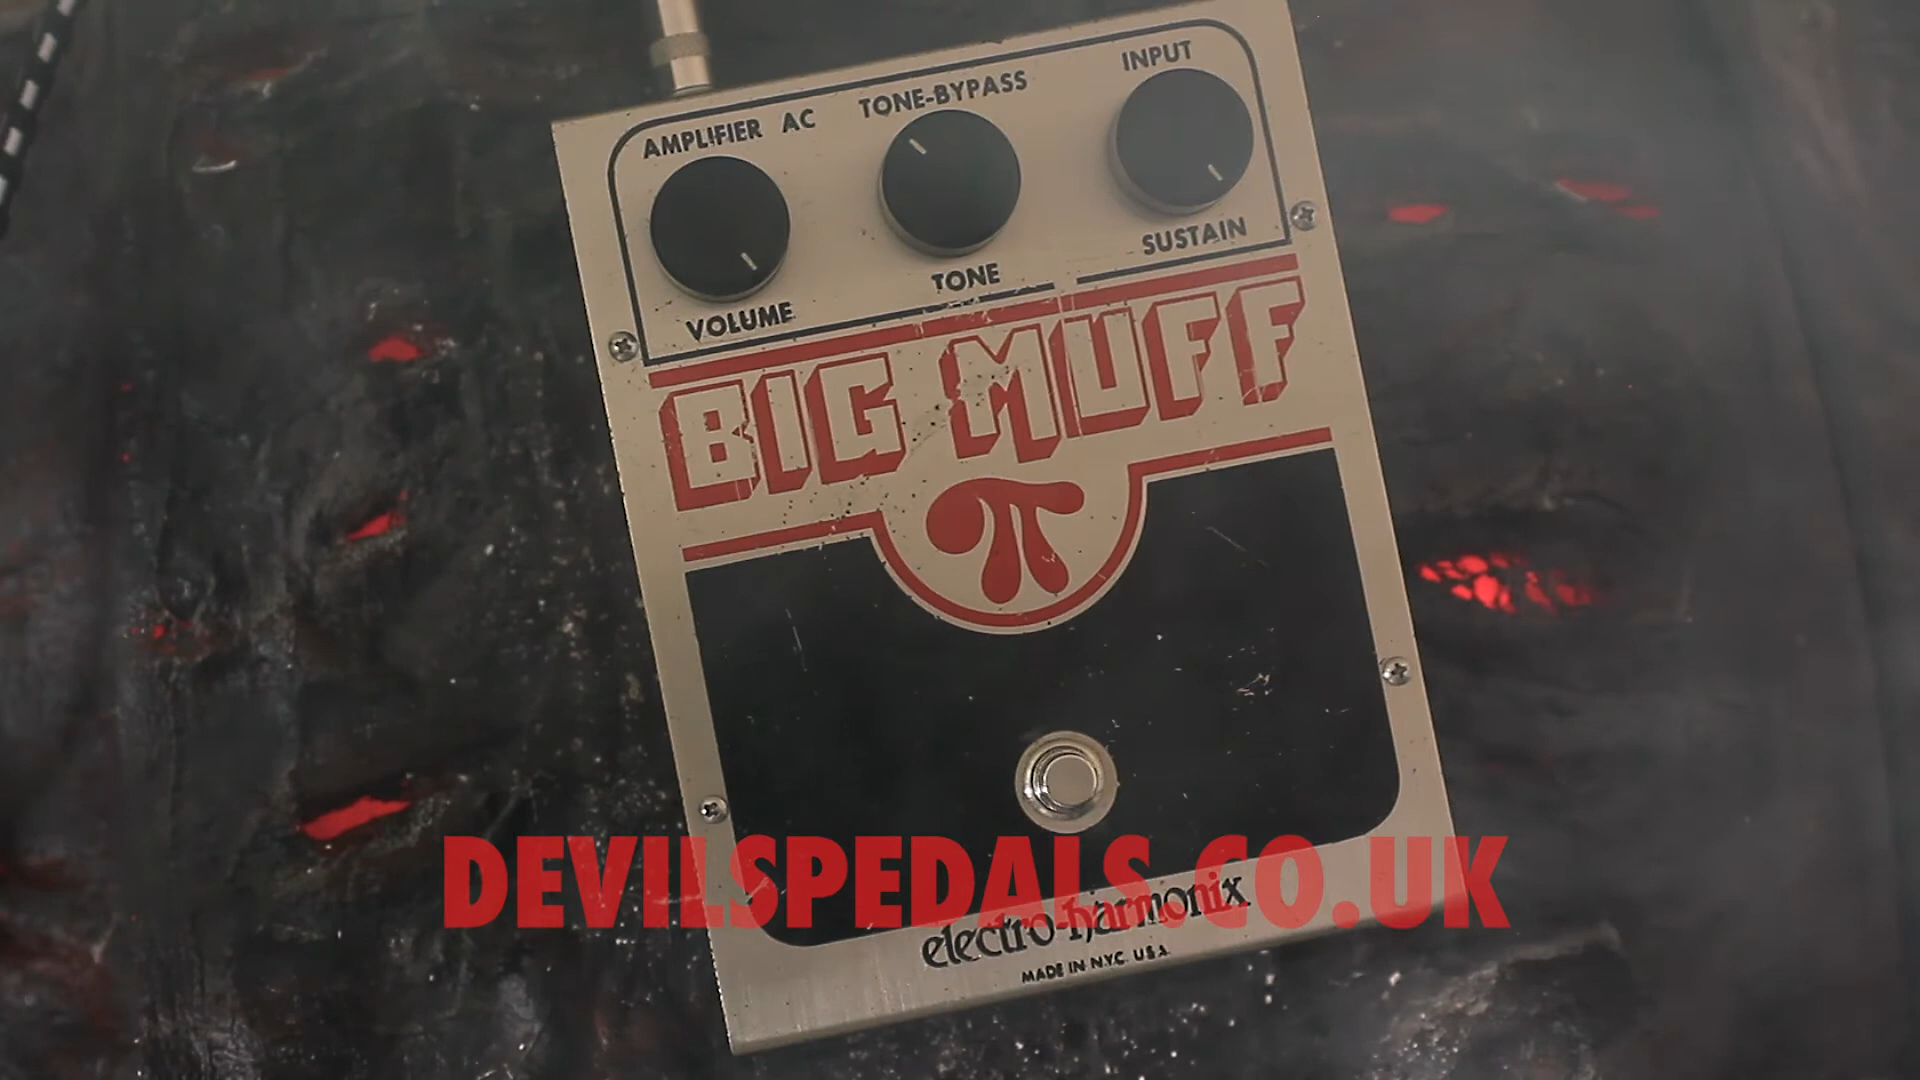 INPUT
TONE-BYPASS
AMPLIFIER AC
SUSTAIN
TONE
VOLUME
BIG MUFF
π
DEVILSPEDALS.CO.UK
electro-harmonix
MADE IN N.Y.C. U.S.A.